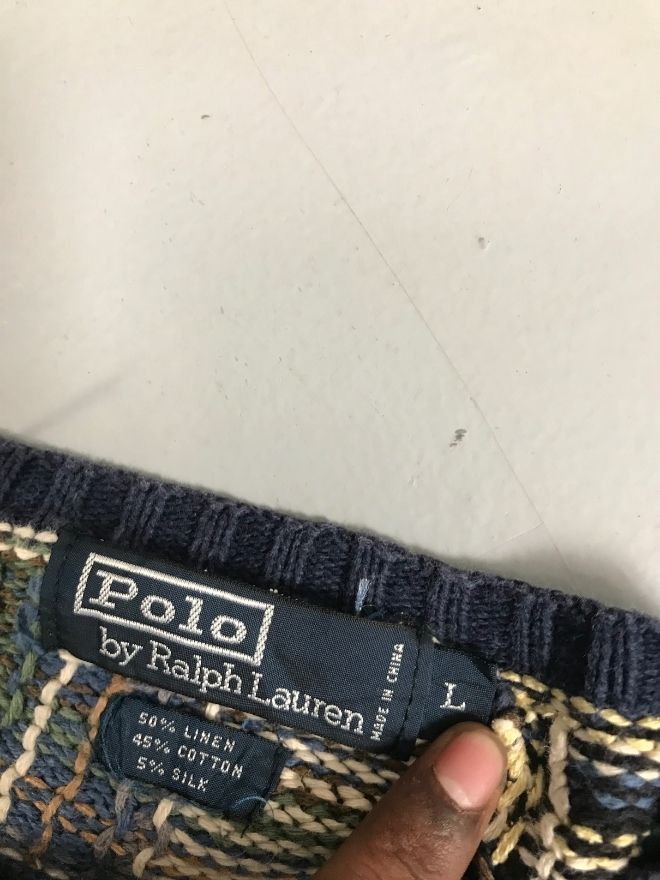 Polo
by Ralph Lauren
MADE IN CHINA
L
50% LINEN
45% COTTON
5% SILK